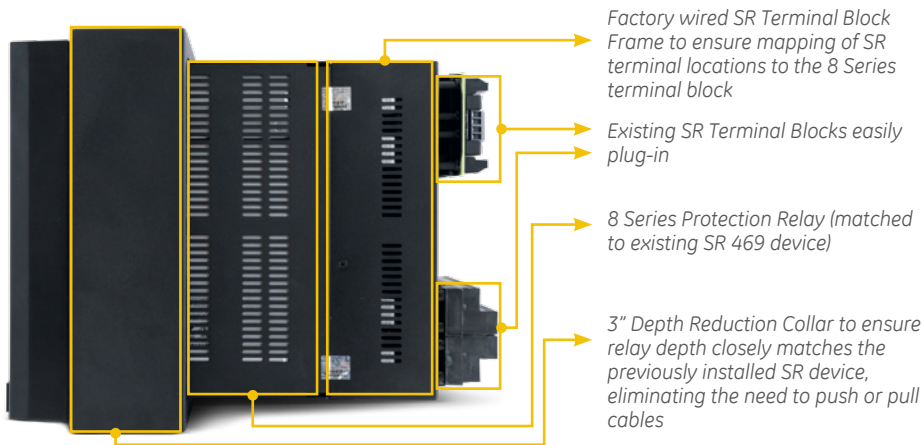 Factory wired SR Terminal Block
Frame to ensure mapping of SR
terminal locations to the 8 Series
terminal block
Existing SR Terminal Blocks easily
plug-in
8 Series Protection Relay (matched
to existing SR 469 device)
3" Depth Reduction Collar to ensure
relay depth closely matches the
previously installed SR device,
eliminating the need to push or pull
cables